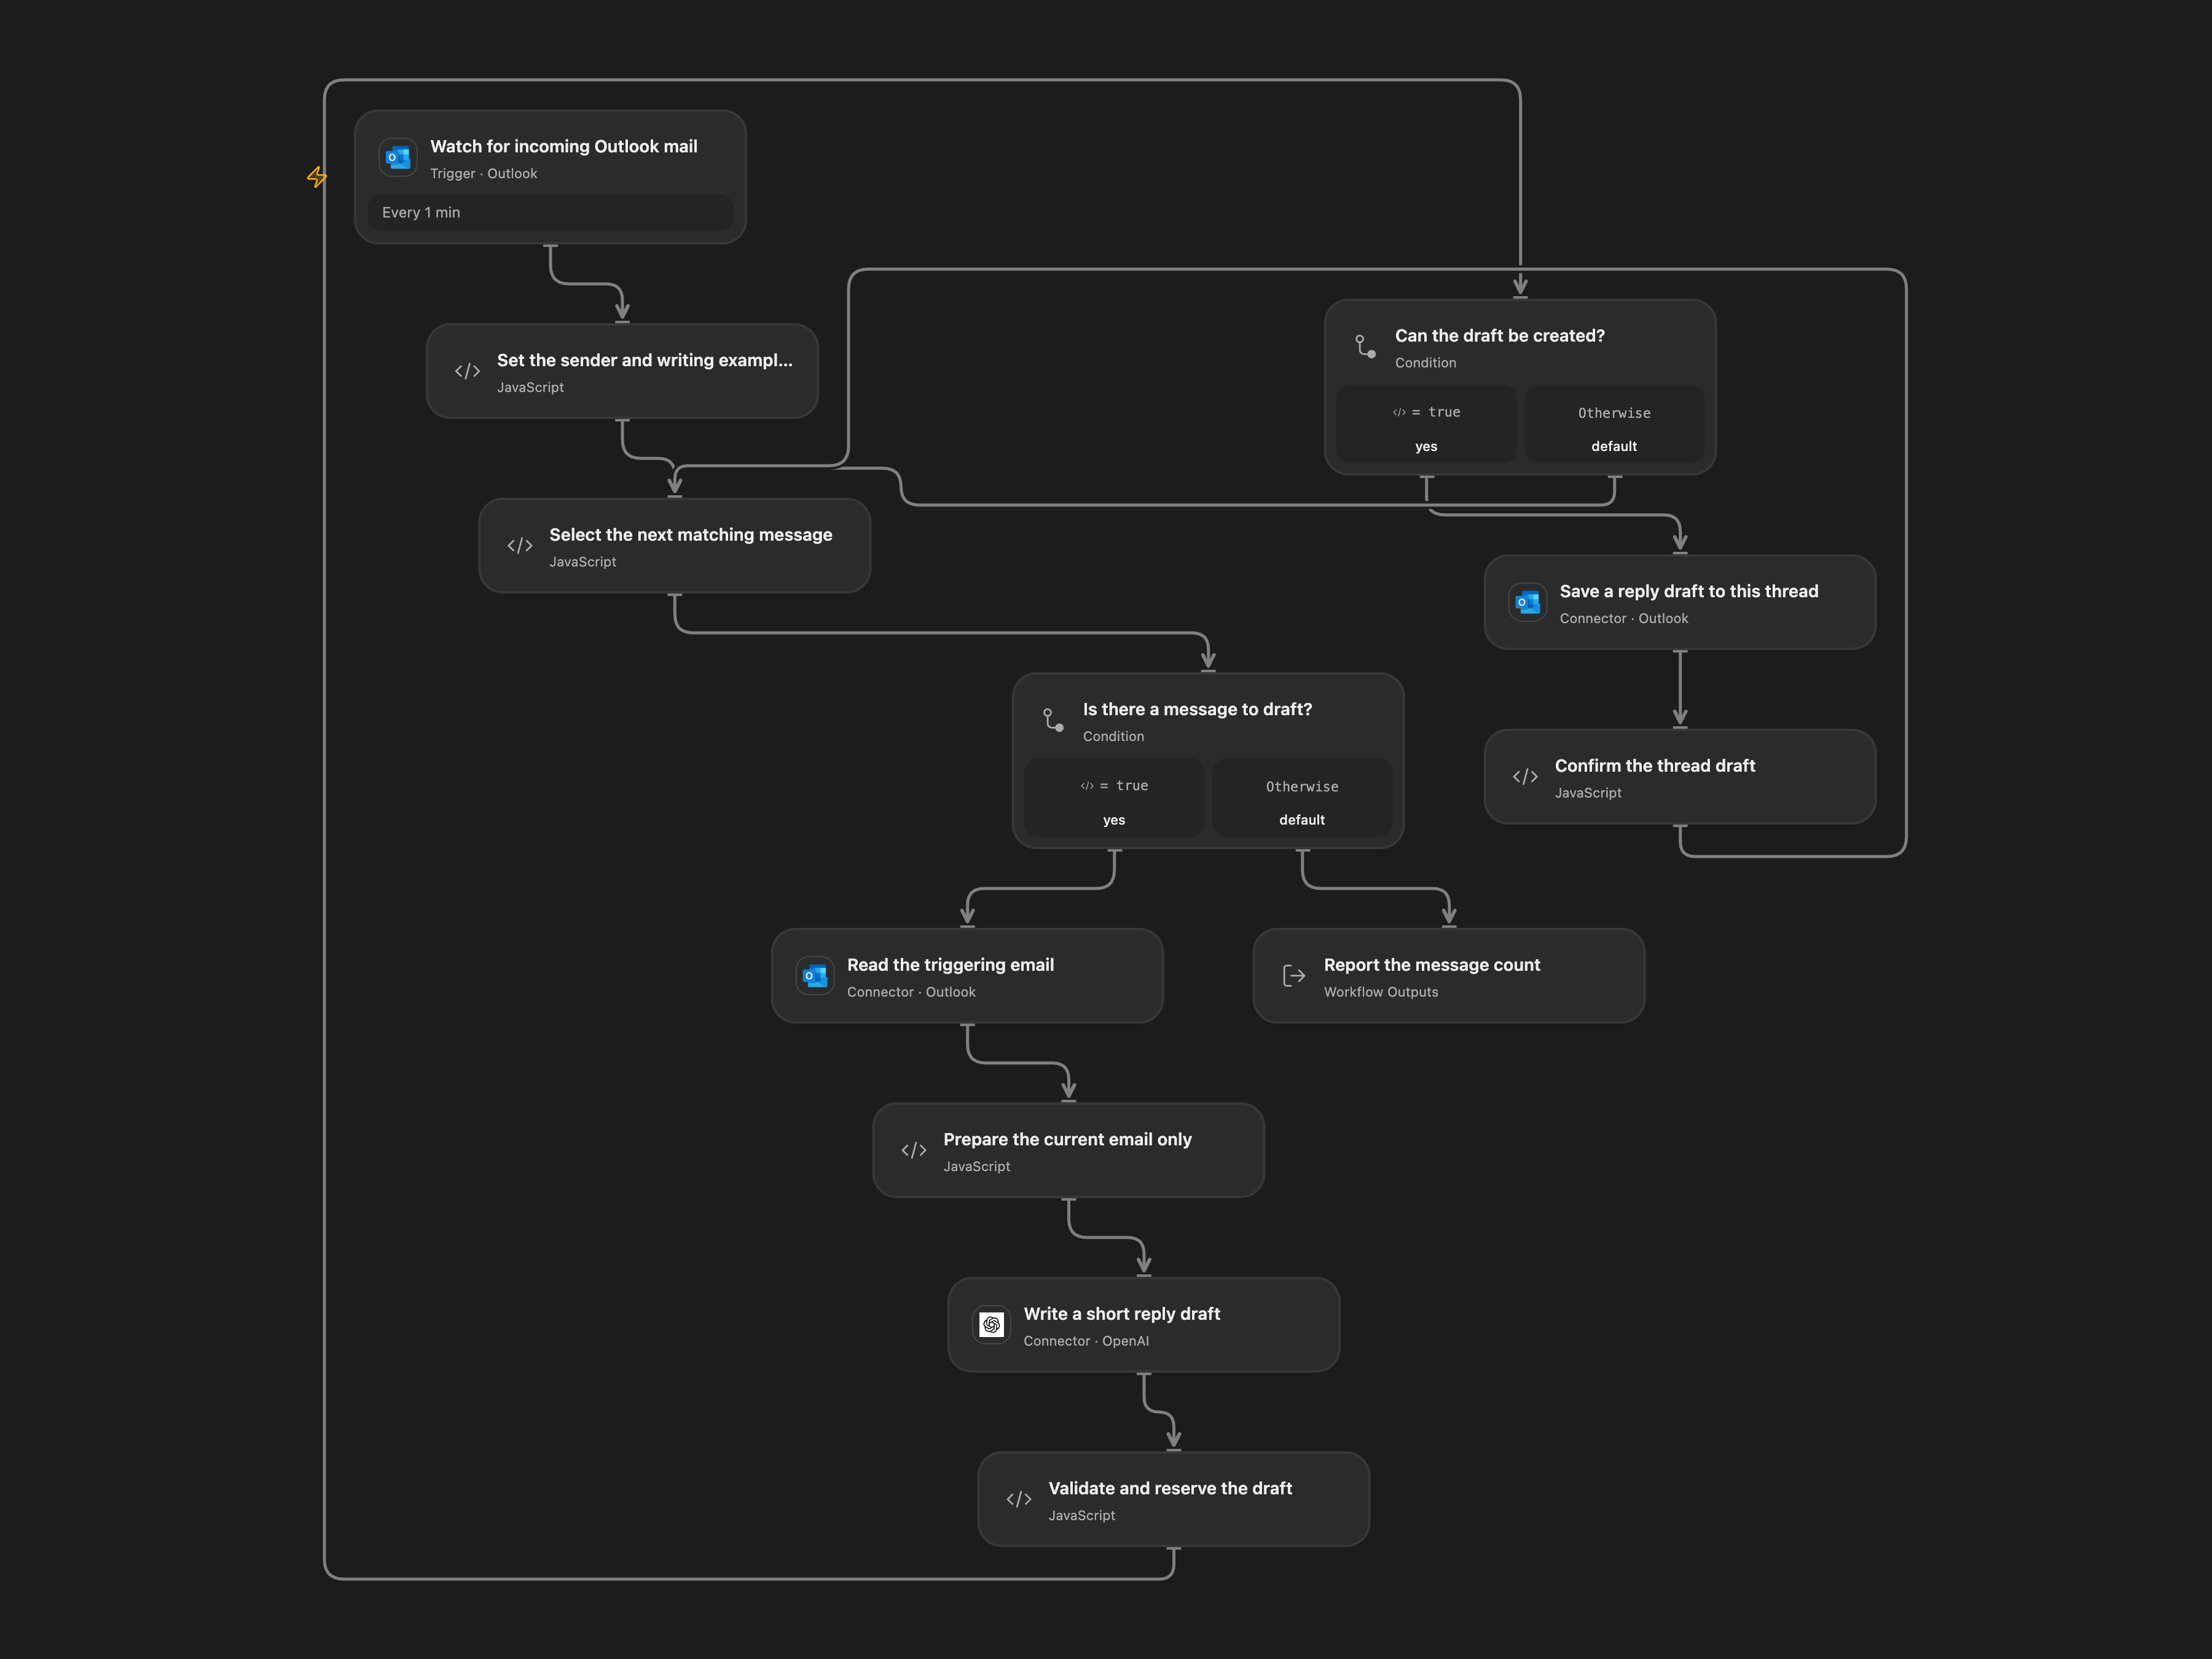 Watch for incoming Outlook mail
Trigger · Outlook
Every 1 min
Set the sender and writing exampl...
JavaScript
Can the draft be created?
Condition
</> = true
Otherwise
yes
default
Select the next matching message
JavaScript
Save a reply draft to this thread
Connector · Outlook
Is there a message to draft?
Condition
</> = true
Otherwise
yes
default
Confirm the thread draft
JavaScript
Read the triggering email
Connector · Outlook
Report the message count
Workflow Outputs
Prepare the current email only
JavaScript
Write a short reply draft
Connector · OpenAI
Validate and reserve the draft
JavaScript